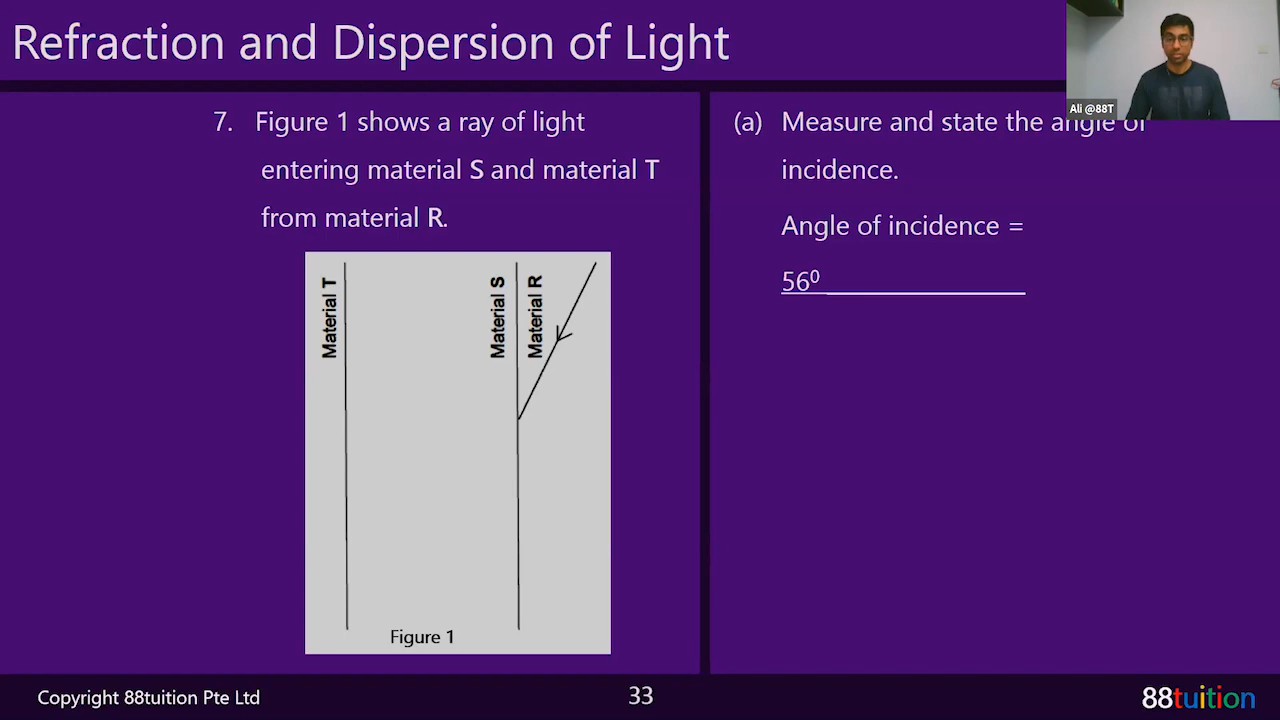 Refraction and Dispersion of Light
Ali @88T
7. Figure 1 shows a ray of light
entering material S and material T
from material R.
Material T
Material S
Material R
Figure 1
(a) Measure and state the angle of
incidence.
Angle of incidence =
56⁰
Copyright 88tuition Pte Ltd
33
88tuition